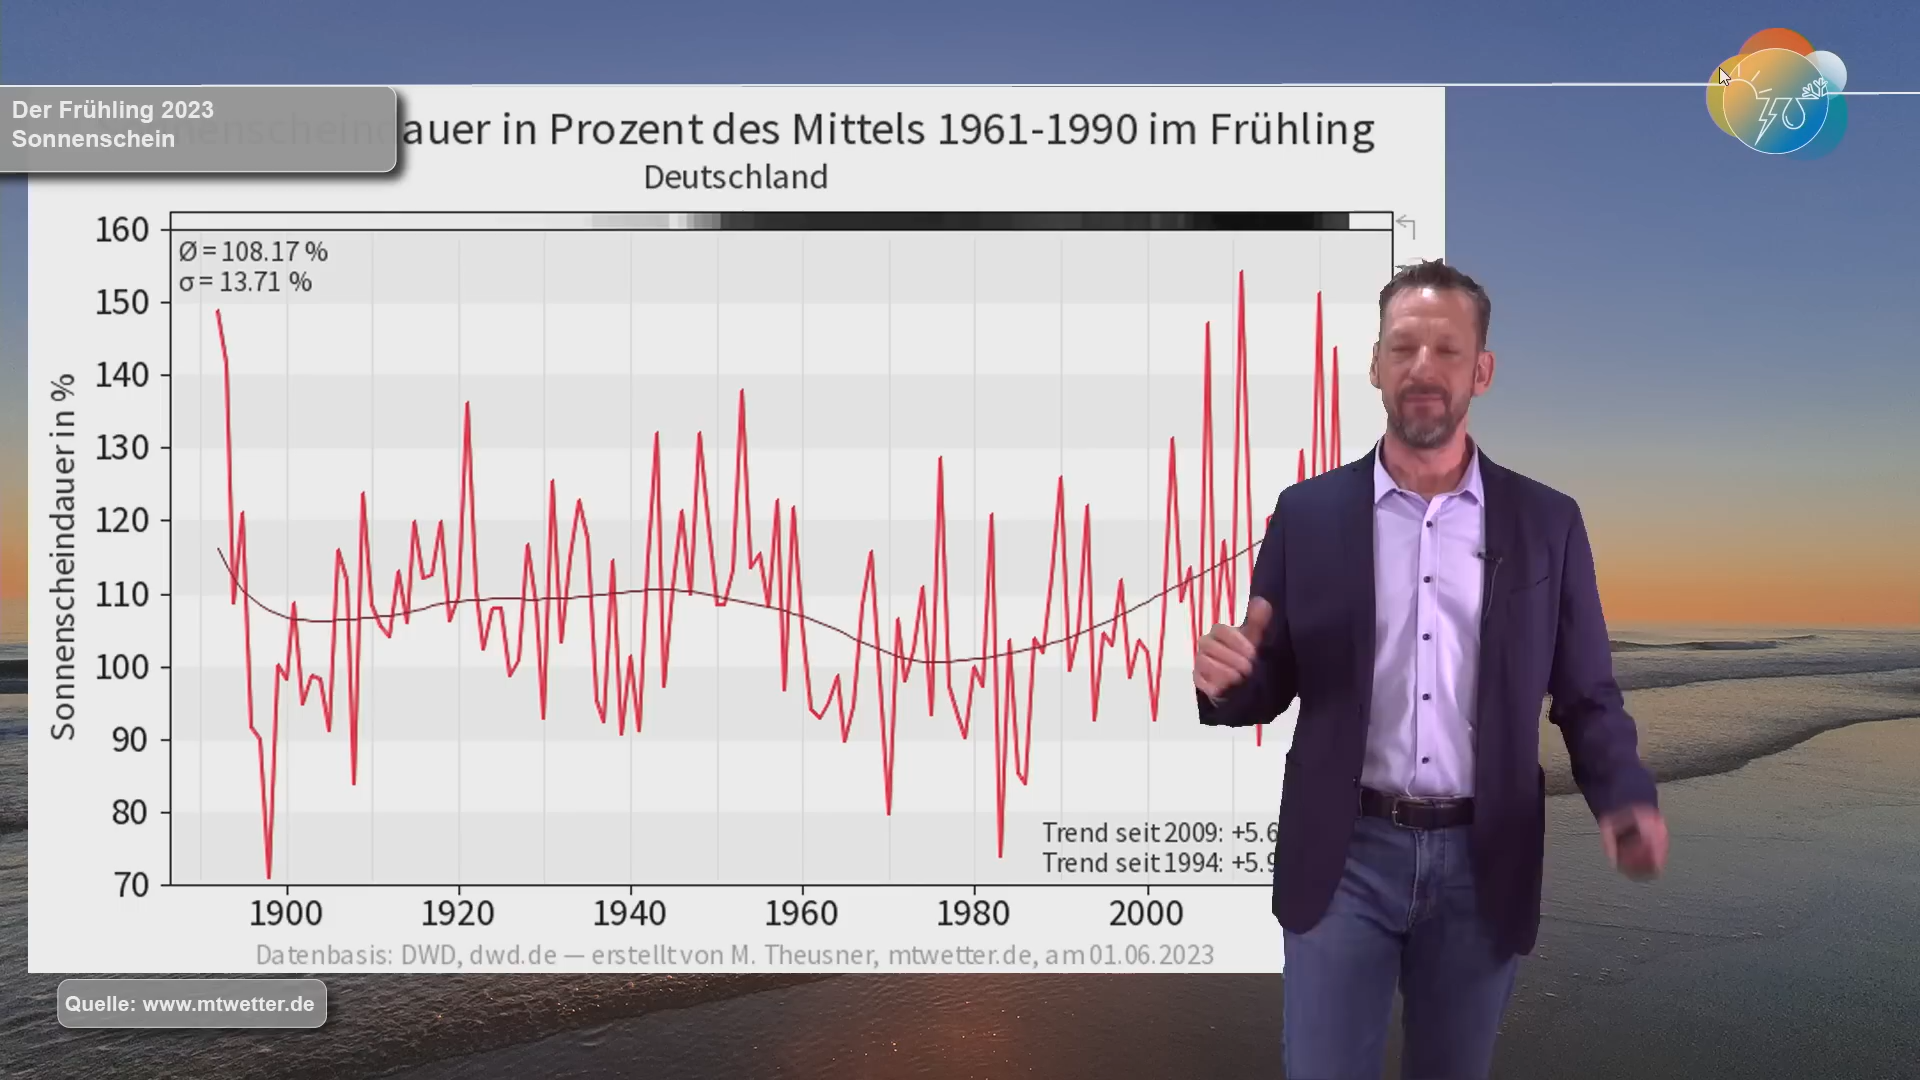 Der Frühling 2023
Sonnenschein
nenscheindauer in Prozent des Mittels 1961-1990 im Frühling
Deutschland
160
150
140
130
120
110
100
90
80
70
Ø = 108.17 %
σ = 13.71 %
Sonnenscheindauer in %
Trend seit 2009: +5.6
Trend seit 1994: +5.9
1900
1920
1940
1960
1980
2000
Datenbasis: DWD, dwd.de — erstellt von M. Theusner, mtwetter.de, am 01.06.2023
Quelle: www.mtwetter.de